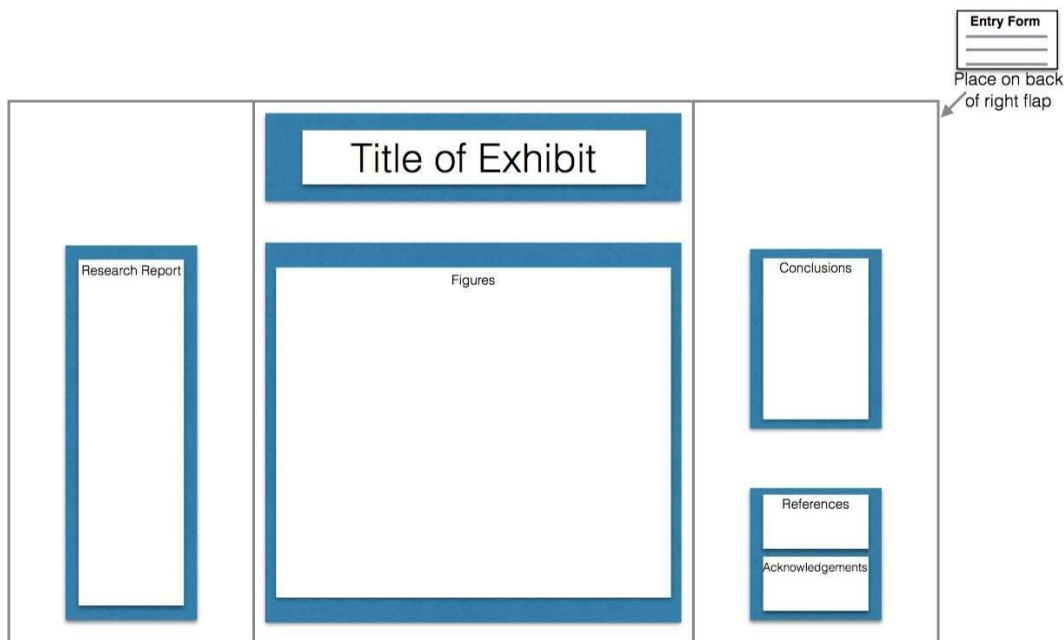 Entry Form
Place on back
of right flap
Title of Exhibit
Research Report
Figures
Conclusions
References
Acknowledgements